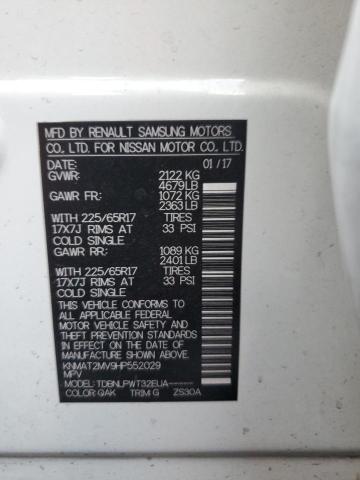 MFD BY RENAULT SAMSUNG MOTORS
CO., LTD. FOR NISSAN MOTOR CO., LTD.
DATE: 01 / 17
GVWR: 2122 KG
4679 LB
GAWR FR: 1072 KG
2363 LB
WITH 225/65R17 TIRES
17X7J RIMS AT 33 PSI
COLD SINGLE
GAWR RR: 1089 KG
2401 LB
WITH 225/65R17 TIRES
17X7J RIMS AT 33 PSI
COLD SINGLE
THIS VEHICLE CONFORMS TO
ALL APPLICABLE FEDERAL
MOTOR VEHICLE SAFETY AND
THEFT PREVENTION STANDARDS
IN EFFECT ON THE DATE OF
MANUFACTURE SHOWN ABOVE.
KNMAT2MV9HP552029
MPV
MODEL: TDBNLPWT32EUA-----
COLOR: QAK TRIM: G ZS30A